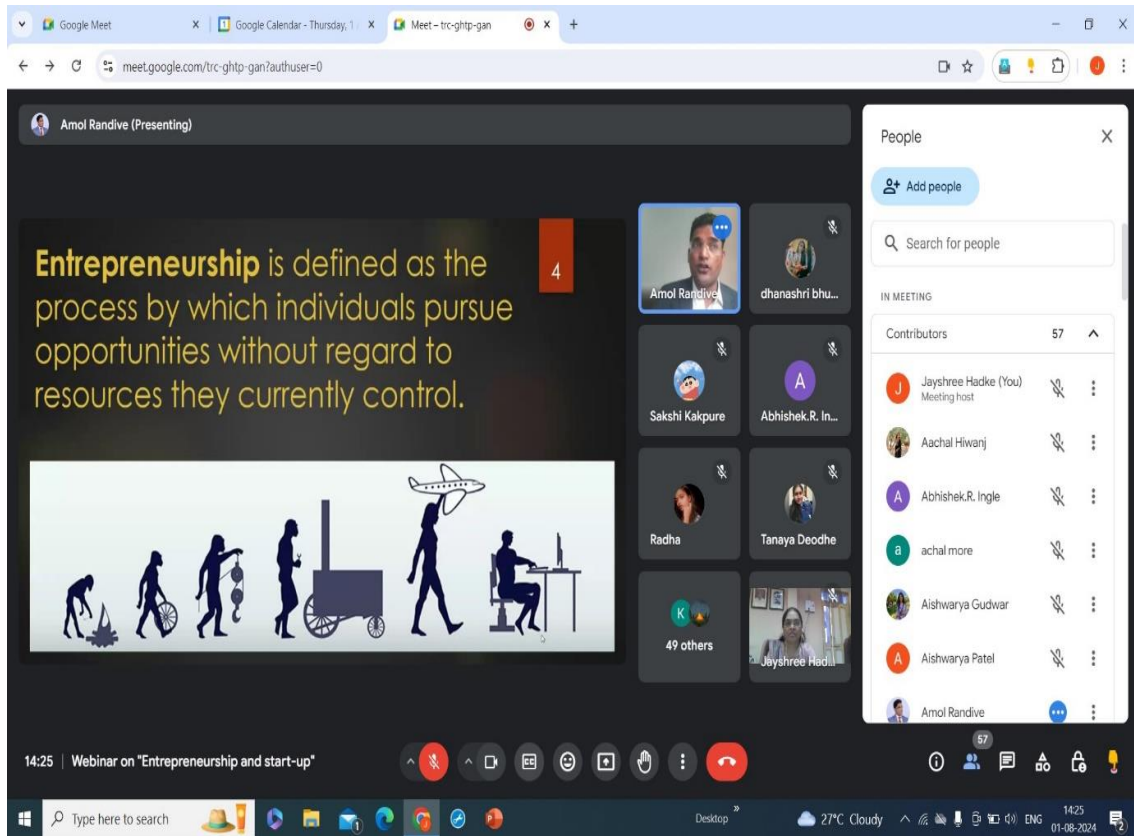 Google Meet
Google Calendar - Thursday, 1
Meet – trc-ghtp-gan
meet.google.com/trc-ghtp-gan?authuser=0
J
Amol Randive (Presenting)
Entrepreneurship is defined as the
process by which individuals pursue
opportunities without regard to
resources they currently control.
4
Amol Randive
dhanashri bhu...
Sakshi Kakpure
A
Abhishek.R. In...
Radha
Tanaya Deodhe
K
49 others
Jayshree Had...
People
Add people
Search for people
IN MEETING
Contributors 57
J
Jayshree Hadke (You)
Meeting host
Aachal Hiwanj
A
Abhishek.R. Ingle
a
achal more
Aishwarya Gudwar
A
Aishwarya Patel
Amol Randive
14:25 | Webinar on "Entrepreneurship and start-up"
CC
57
Type here to search
Desktop
27°C Cloudy
ENG
14:25
01-08-2024
2